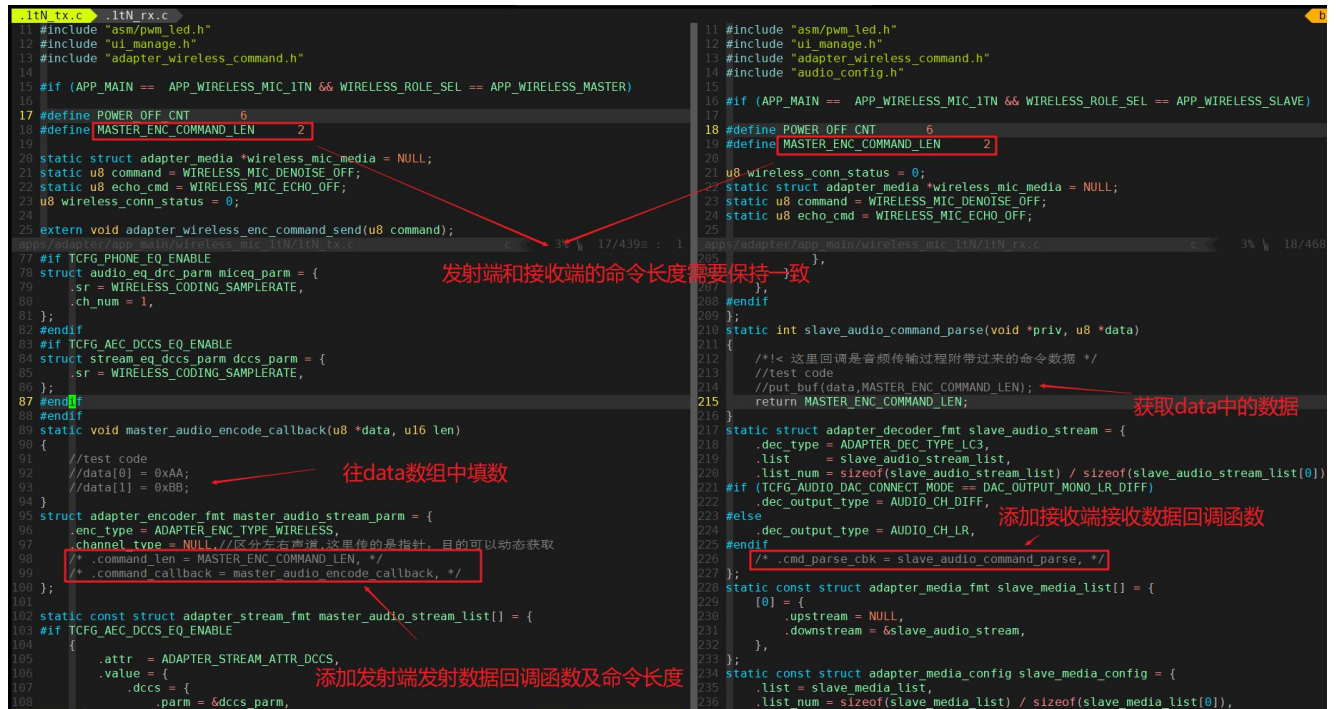 .1tN_tx.c .1tN_rx.c
11 #include "asm/pwm_led.h"
12 #include "ui_manage.h"
13 #include "adapter_wireless_command.h"
14
15 #if (APP_MAIN ==  APP_WIRELESS_MIC_1TN && WIRELESS_ROLE_SEL == APP_WIRELESS_MASTER)
16
17 #define POWER_OFF_CNT       6
18 #define MASTER_ENC_COMMAND_LEN      2
19
20 static struct adapter_media *wireless_mic_media = NULL;
21 static u8 command = WIRELESS_MIC_DENOISE_OFF;
22 static u8 echo_cmd = WIRELESS_MIC_ECHO_OFF;
23 u8 wireless_conn_status = 0;
24
25 extern void adapter_wireless_enc_command_send(u8 command);
apps/adapter/app_main/wireless_mic_1tN/1tN_tx.c c 3% 17/439≡ : 1
77 #if TCFG_PHONE_EQ_ENABLE
78 struct audio_eq_drc_parm miceq_parm = {
79     .sr = WIRELESS_CODING_SAMPLERATE,
80     .ch_num = 1,
81 };
82 #endif
83 #if TCFG_AEC_DCCS_EQ_ENABLE
84 struct stream_eq_dccs_parm dccs_parm = {
85     .sr = WIRELESS_CODING_SAMPLERATE,
86 };
87 #endif
88 #endif
89 static void master_audio_encode_callback(u8 *data, u16 len)
90 {
91     //test code
92     //data[0] = 0xAA;
93     //data[1] = 0xBB;
往data数组中填数
94 }
95 struct adapter_encoder_fmt master_audio_stream_parm = {
96     .enc_type = ADAPTER_ENC_TYPE_WIRELESS,
97     .channel_type = NULL,//区分左右声道,这里传的是指针, 目的可以动态获取
98     /* .command_len = MASTER_ENC_COMMAND_LEN, */
99     /* .command_callback = master_audio_encode_callback, */
100 };
101
102 static const struct adapter_stream_fmt master_audio_stream_list[] = {
103 #if TCFG_AEC_DCCS_EQ_ENABLE
104     {
105         .attr  = ADAPTER_STREAM_ATTR_DCCS,
106         .value = {
107             .dccs = {
108                 .parm = &dccs_parm,
添加发射端发射数据回调函数及命令长度
发射端和接收端的命令长度需要保持一致
b
11 #include "asm/pwm_led.h"
12 #include "ui_manage.h"
13 #include "adapter_wireless_command.h"
14 #include "audio_config.h"
15
16 #if (APP_MAIN ==  APP_WIRELESS_MIC_1TN && WIRELESS_ROLE_SEL == APP_WIRELESS_SLAVE)
17
18 #define POWER_OFF_CNT       6
19 #define MASTER_ENC_COMMAND_LEN      2
20
21 u8 wireless_conn_status = 0;
22 static struct adapter_media *wireless_mic_media = NULL;
23 static u8 command = WIRELESS_MIC_DENOISE_OFF;
24 static u8 echo_cmd = WIRELESS_MIC_ECHO_OFF;
25
apps/adapter/app_main/wireless_mic_1tN/1tN_rx.c c 3% 18/468
205             },
206         }
207     },
208 #endif
209 };
210 static int slave_audio_command_parse(void *priv, u8 *data)
211 {
212     /*!< 这里回调是音频传输过程附带过来的命令数据 */
213     //test code
214     //put_buf(data,MASTER_ENC_COMMAND_LEN);
215     return MASTER_ENC_COMMAND_LEN;
获取data中的数据
216 }
217 static struct adapter_decoder_fmt slave_audio_stream = {
218     .dec_type = ADAPTER_DEC_TYPE_LC3,
219     .list     = slave_audio_stream_list,
220     .list_num = sizeof(slave_audio_stream_list) / sizeof(slave_audio_stream_list[0])
221 #if (TCFG_AUDIO_DAC_CONNECT_MODE == DAC_OUTPUT_MONO_LR_DIFF)
222     .dec_output_type = AUDIO_CH_DIFF,
223 #else
添加接收端接收数据回调函数
224     .dec_output_type = AUDIO_CH_LR,
225 #endif
226     /* .cmd_parse_cbk = slave_audio_command_parse, */
227 };
228 static const struct adapter_media_fmt slave_media_list[] = {
229     [0] = {
230         .upstream = NULL,
231         .downstream = &slave_audio_stream,
232     },
233 };
234 static const struct adapter_media_config slave_media_config = {
235     .list = slave_media_list,
236     .list_num = sizeof(slave_media_list) / sizeof(slave_media_list[0]),